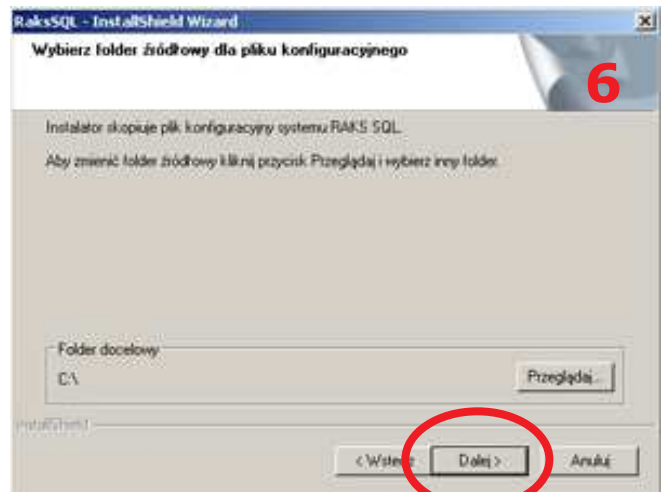 RaksSQL - InstallShield Wizard
Wybierz folder źródłowy dla pliku konfiguracyjnego
6
Instalator skopiuje plik konfiguracyjny systemu RAKS SQL.
Aby zmienić folder źródłowy kliknij przycisk Przeglądaj i wybierz inny folder.
Folder docelowy
C:\
Przeglądaj...
InstallShield
< Wstecz
Dalej >
Anuluj